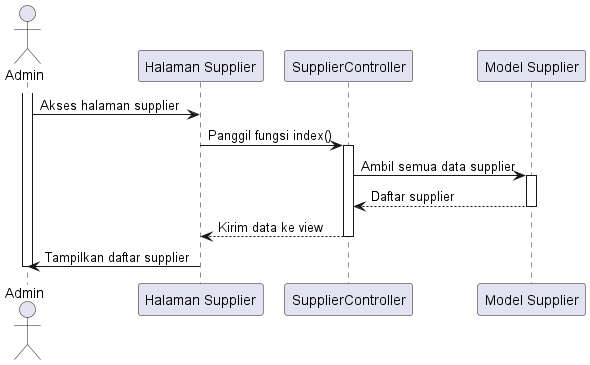 Admin
Halaman Supplier
SupplierController
Model Supplier
Akses halaman supplier
Panggil fungsi index()
Ambil semua data supplier
Daftar supplier
Kirim data ke view
Tampilkan daftar supplier
Admin
Halaman Supplier
SupplierController
Model Supplier